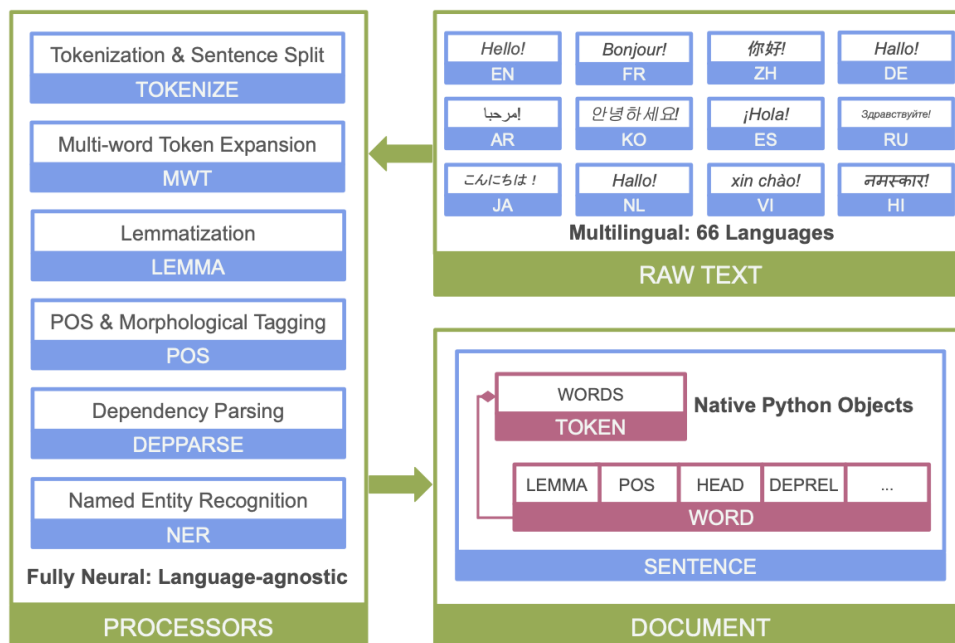 Tokenization & Sentence Split
TOKENIZE
Multi-word Token Expansion
MWT
Lemmatization
LEMMA
POS & Morphological Tagging
POS
Dependency Parsing
DEPPARSE
Named Entity Recognition
NER
Fully Neural: Language-agnostic
PROCESSORS
Hello!
EN
Bonjour!
FR
你好!
ZH
Hallo!
DE
مرحبا!
AR
안녕하세요!
KO
¡Hola!
ES
Здравствуйте!
RU
こんにちは！
JA
Hallo!
NL
xin chào!
VI
नमस्कार!
HI
Multilingual: 66 Languages
RAW TEXT
WORDS
TOKEN
Native Python Objects
LEMMA POS HEAD DEPREL ...
WORD
SENTENCE
DOCUMENT